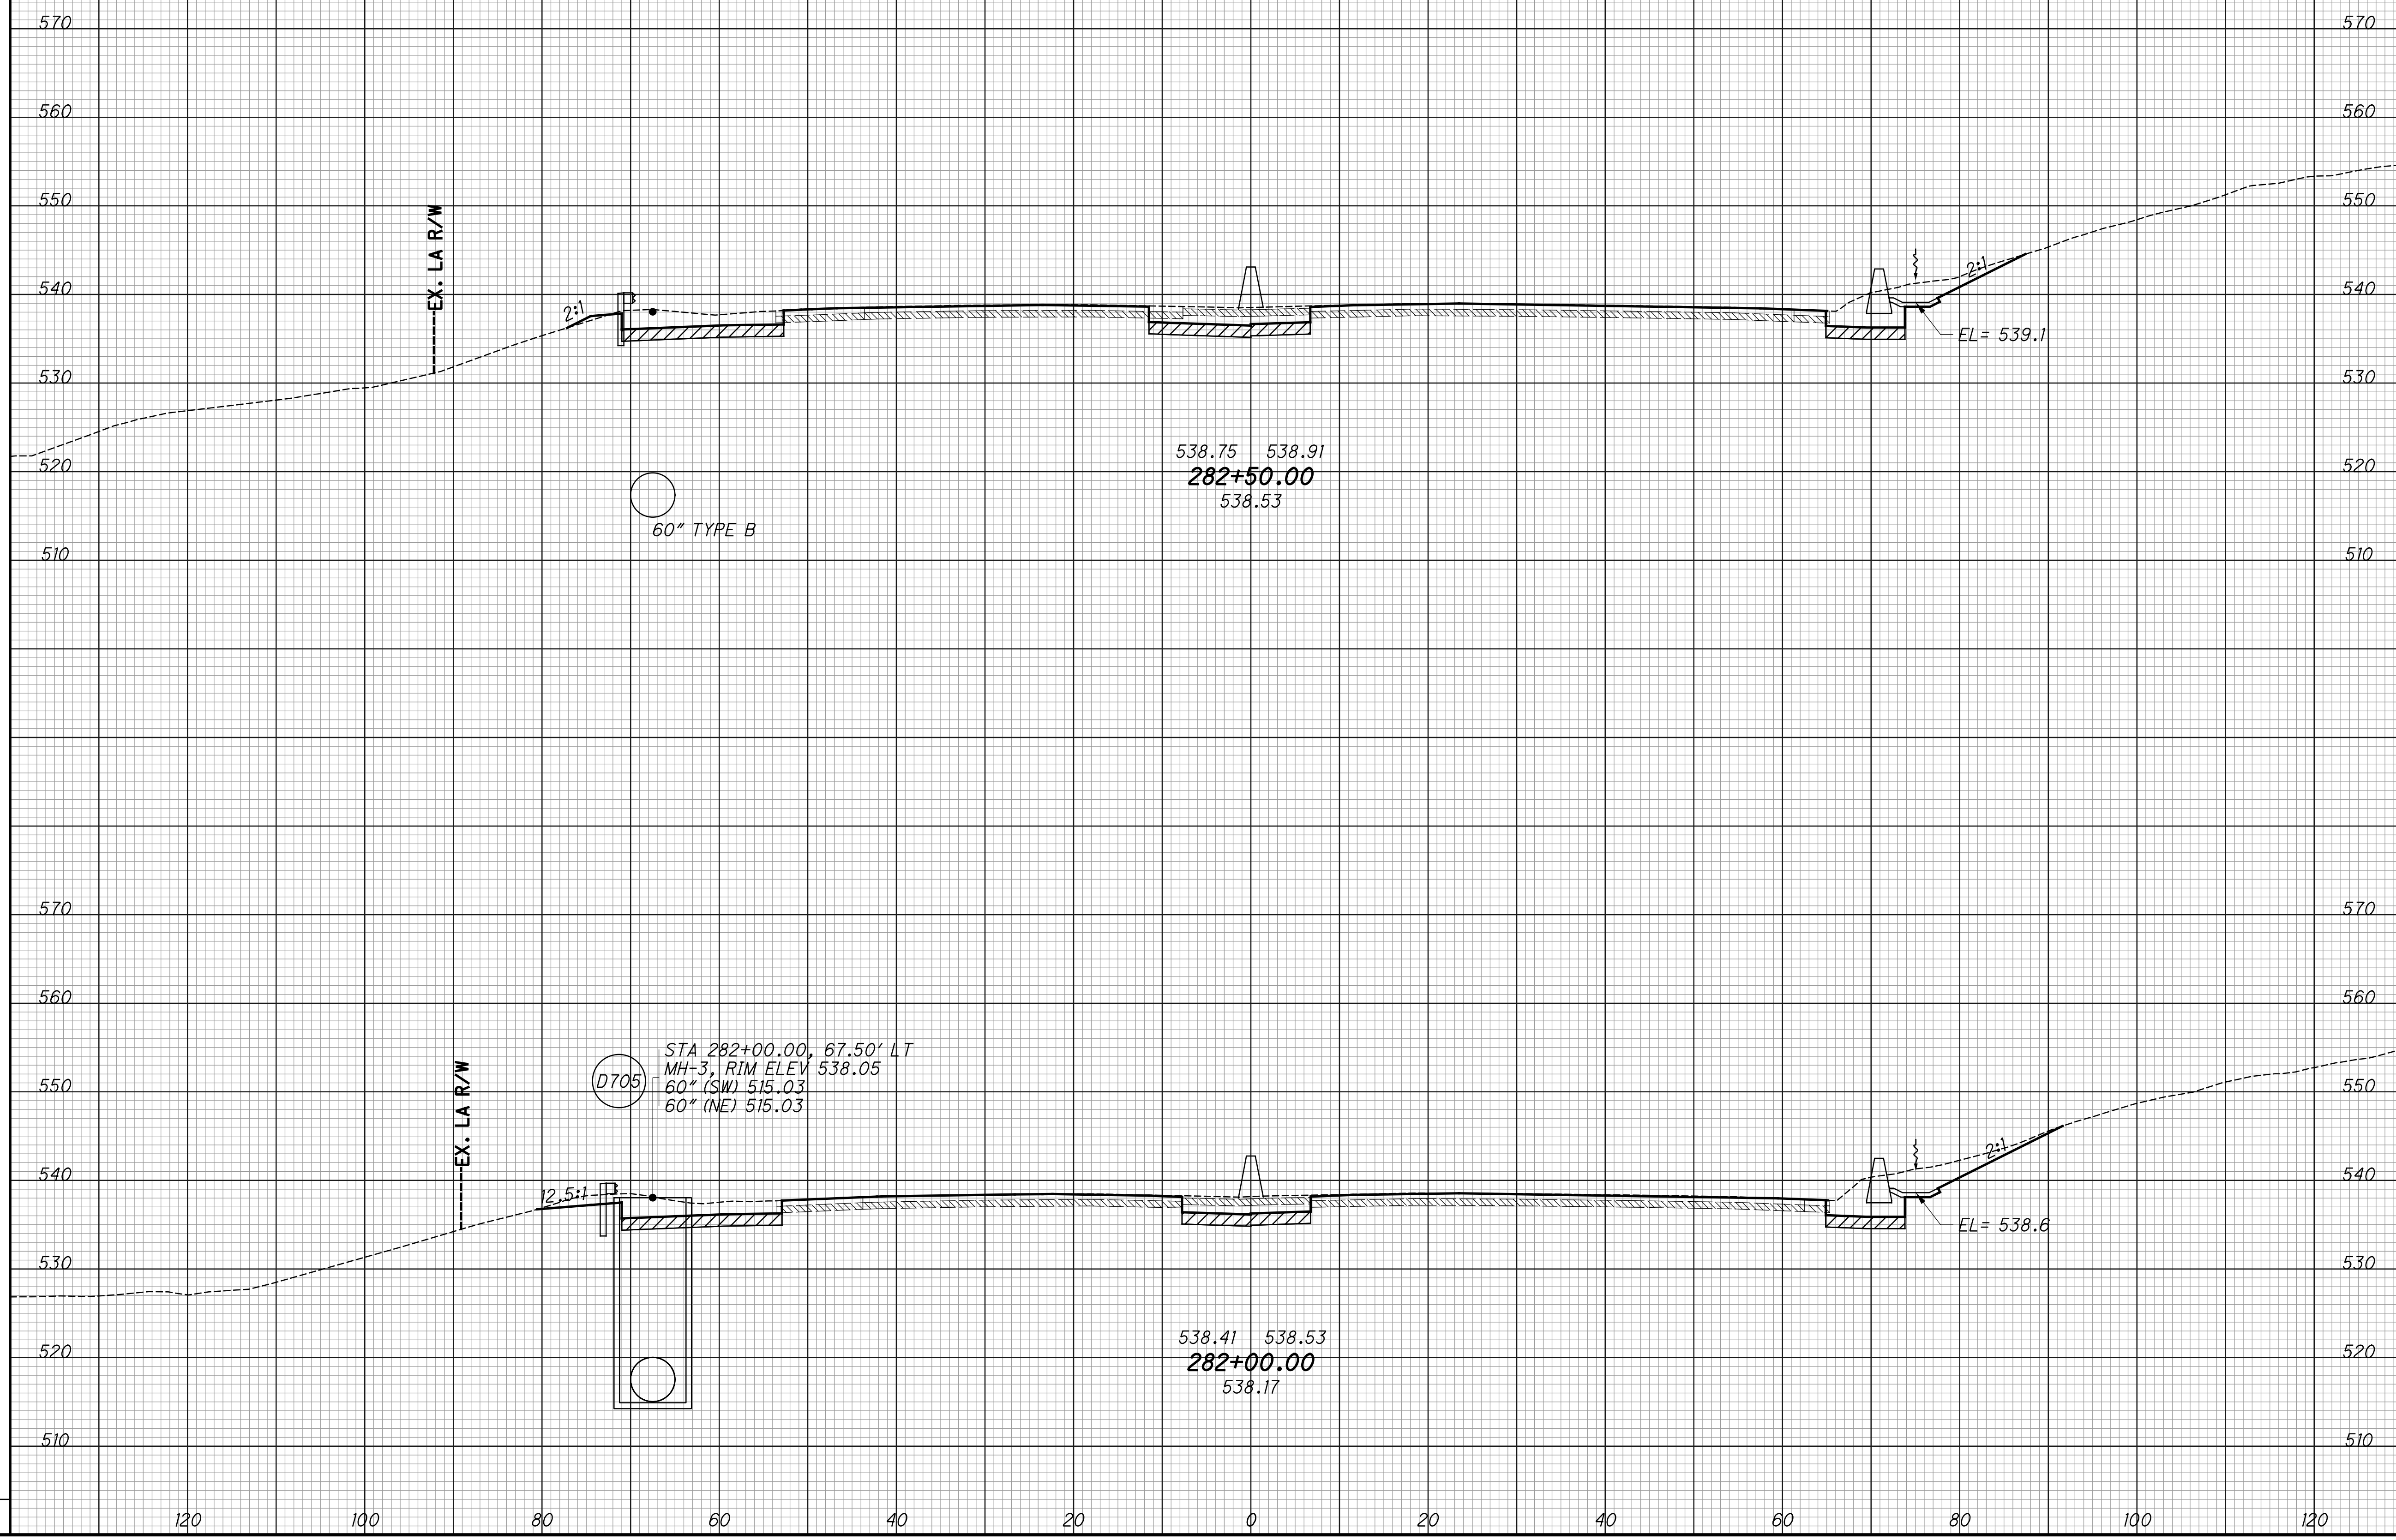 570 570
560 560
550 550
EX. LA R/W
540 540
2:1 2:1
EL= 539.1
530 530
520 520
538.75 538.91
282+50.00
538.53
60" TYPE B
510 510
570 570
560 560
STA 282+00.00, 67.50' LT
MH-3, RIM ELEV 538.05
D705
60" (SW) 515.03
60" (NE) 515.03
550 550
EX. LA R/W
540 540
12.5:1 2:1
EL= 538.6
530 530
520 520
538.41 538.53
282+00.00
538.17
510 510
120 100 80 60 40 20 0 20 40 60 80 100 120